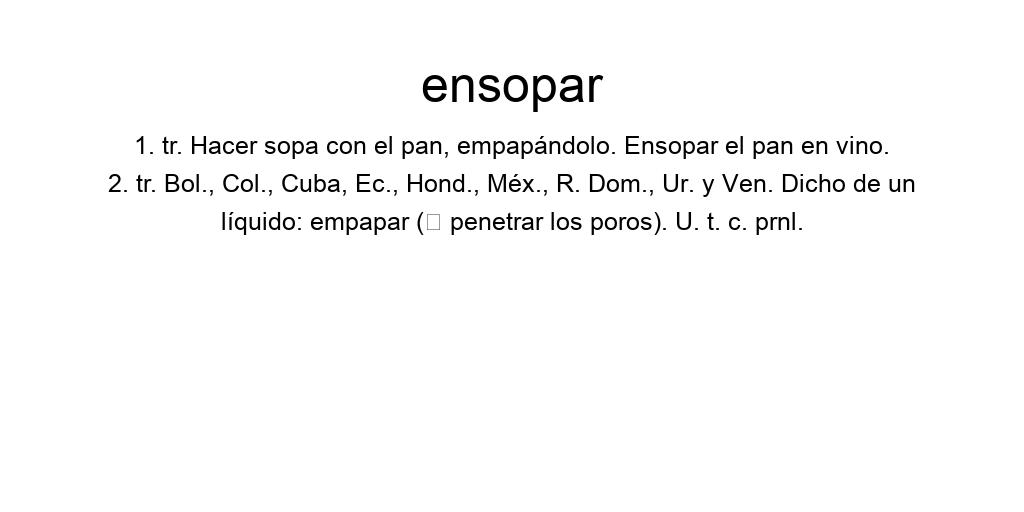 ensopar
1. tr. Hacer sopa con el pan, empapándolo. Ensopar el pan en vino.
2. tr. Bol., Col., Cuba, Ec., Hond., Méx., R. Dom., Ur. y Ven. Dicho de un
líquido: empapar (▯ penetrar los poros). U. t. c. prnl.